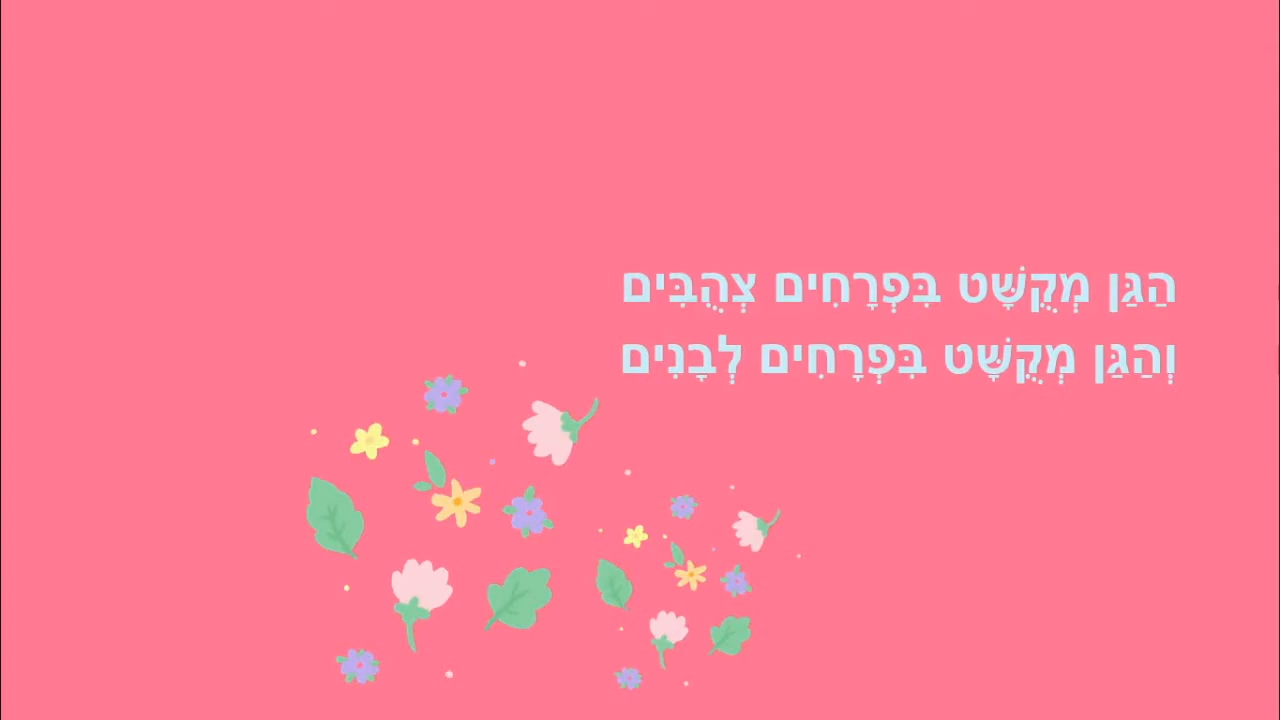 הַגַּן מְקֻשָּׁט בִּפְרָחִים צְהֻבִּים
וְהַגַּן מְקֻשָּׁט בִּפְרָחִים לְבָנִים